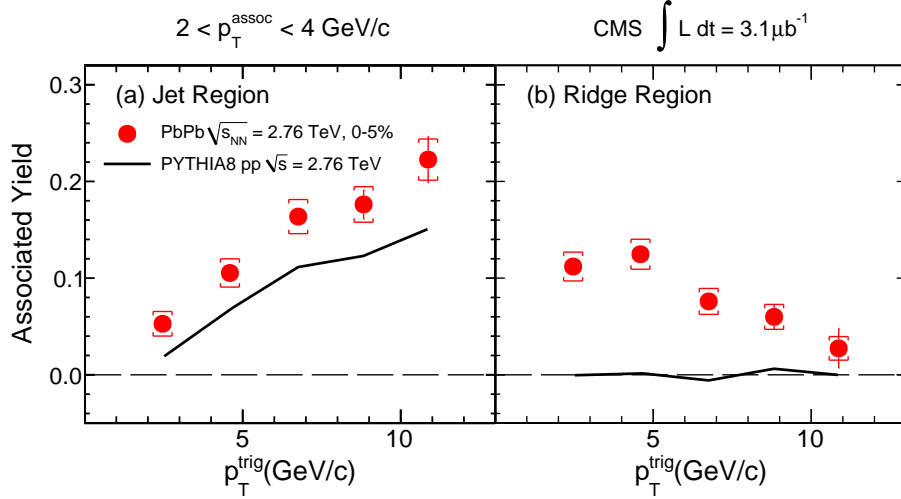 2 < p_T^assoc < 4 GeV/c
CMS ∫ L dt = 3.1μb⁻¹
(a) Jet Region
PbPb √s_NN = 2.76 TeV, 0-5%
PYTHIA8 pp √s = 2.76 TeV
(b) Ridge Region
Associated Yield
0.3
0.2
0.1
0.0
5
10
5
10
p_T^trig(GeV/c)
p_T^trig(GeV/c)